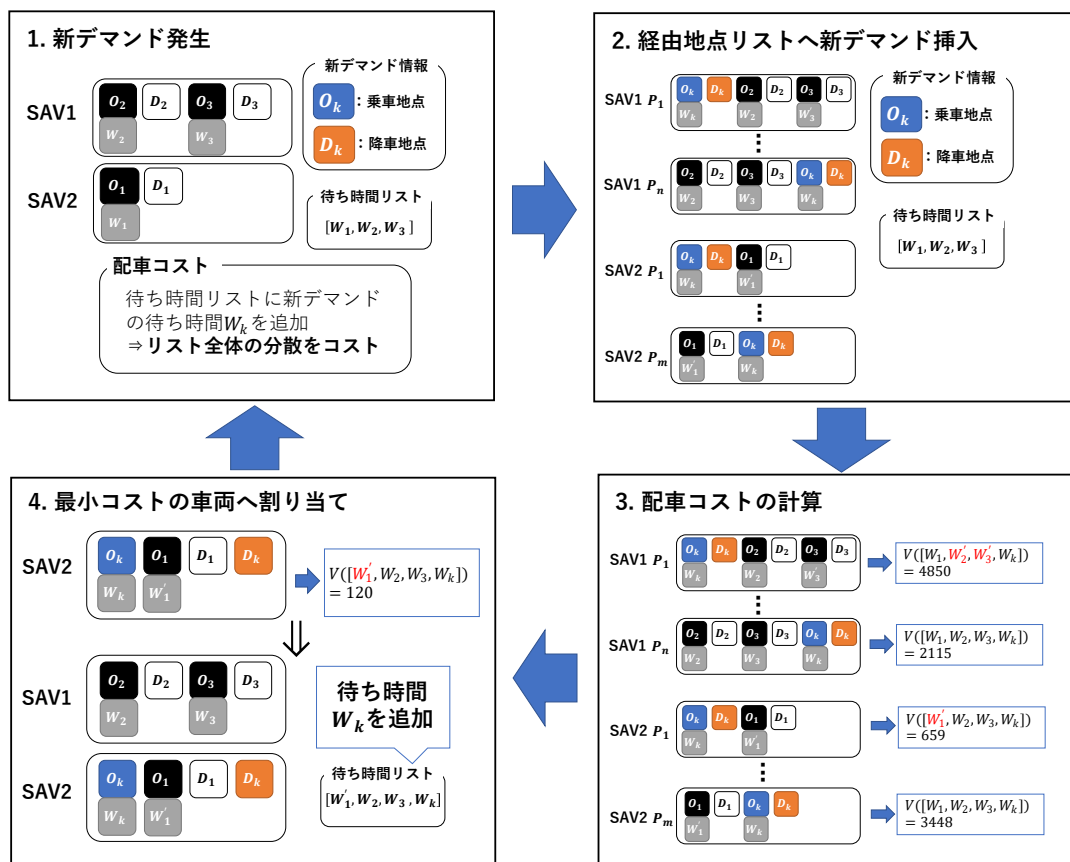 1. 新デマンド発生
新デマンド情報
SAV1
O2 D2 O3 D3
W2 W3
Ok：乗車地点
Dk：降車地点
SAV2
O1 D1
W1
待ち時間リスト
[W1, W2, W3 ]
配車コスト
待ち時間リストに新デマンド
の待ち時間Wkを追加
⇒リスト全体の分散をコスト
2. 経由地点リストへ新デマンド挿入
新デマンド情報
Ok：乗車地点
Dk：降車地点
待ち時間リスト
[W1, W2, W3 ]
SAV1 P1
Ok Dk O2 D2 O3 D3
Wk W2 W3'
SAV1 Pn
O2 D2 O3 D3 Ok Dk
W2 W3 Wk
SAV2 P1
Ok Dk O1 D1
Wk W1'
SAV2 Pm
O1 D1 Ok Dk
W1' Wk
3. 配車コストの計算
SAV1 P1
Ok Dk O2 D2 O3 D3
Wk W2 W3'
V([W1, W2', W3', Wk])
= 4850
SAV1 Pn
O2 D2 O3 D3 Ok Dk
W2 W3 Wk
V([W1, W2, W3, Wk])
= 2115
SAV2 P1
Ok Dk O1 D1
Wk W1'
V([W1', W2, W3, Wk])
= 659
SAV2 Pm
O1 D1 Ok Dk
W1' Wk
V([W1, W2, W3, Wk])
= 3448
4. 最小コストの車両へ割り当て
SAV2
Ok O1 D1 Dk
Wk W1'
V([W1', W2, W3, Wk])
= 120
⇓
SAV1
O2 D2 O3 D3
W2 W3
待ち時間
Wkを追加
SAV2
Ok O1 D1 Dk
Wk W1'
待ち時間リスト
[W1', W2, W3 , Wk]